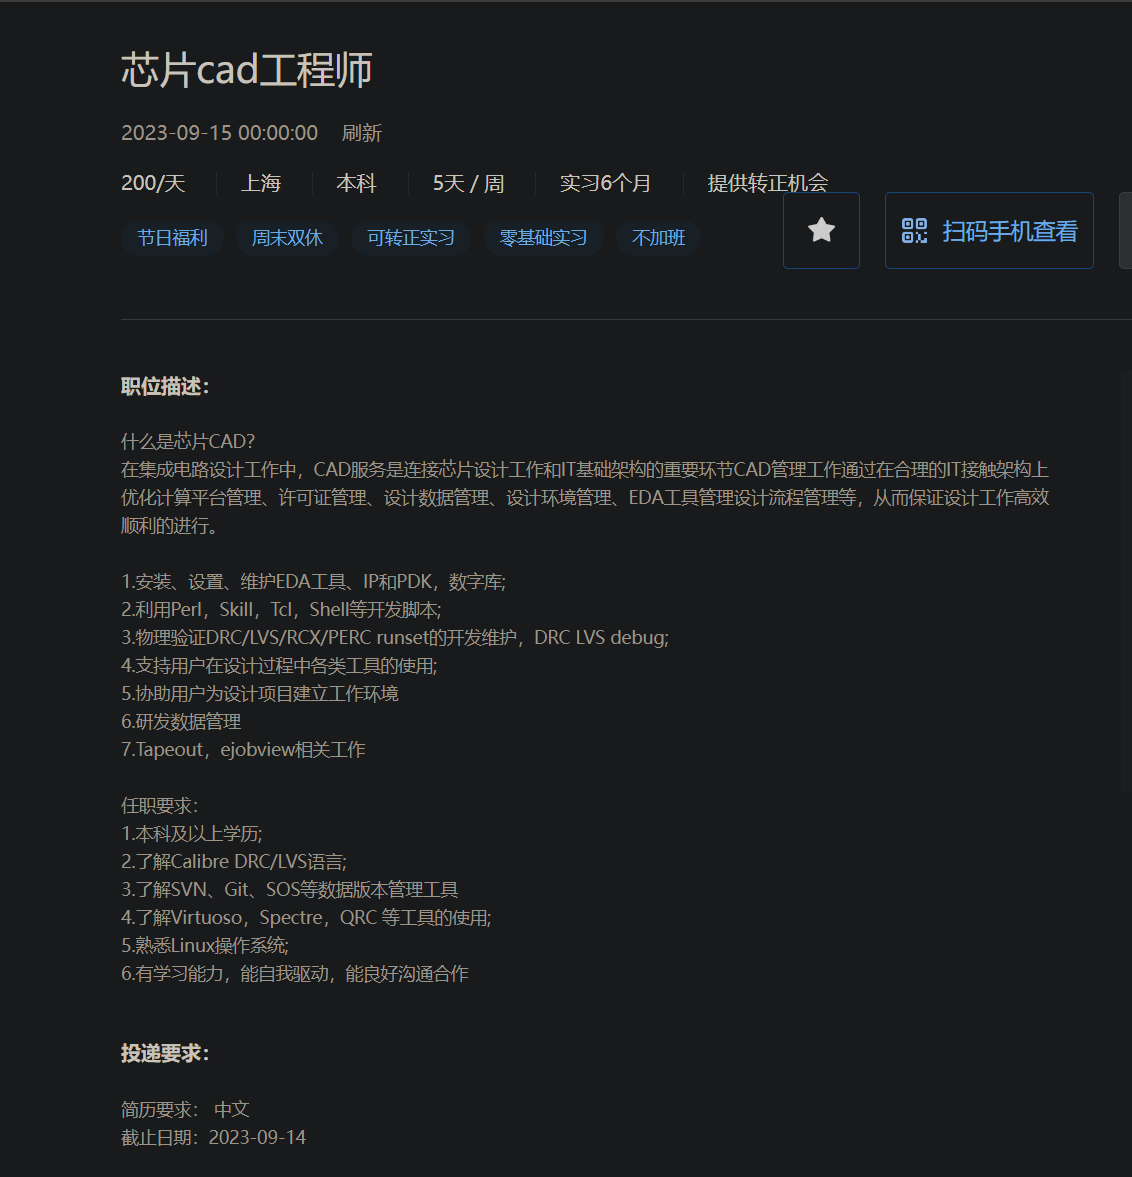 芯片cad工程师
2023-09-15 00:00:00 刷新
200/天 上海 本科 5天 / 周 实习6个月 提供转正机会
节日福利 周末双休 可转正实习 零基础实习 不加班
扫码手机查看
职位描述：
什么是芯片CAD？
在集成电路设计工作中，CAD服务是连接芯片设计工作和IT基础架构的重要环节CAD管理工作通过在合理的IT接触架构上
优化计算平台管理、许可证管理、设计数据管理、设计环境管理、EDA工具管理设计流程管理等，从而保证设计工作高效
顺利的进行。
1.安装、设置、维护EDA工具、IP和PDK，数字库;
2.利用Perl，Skill，Tcl，Shell等开发脚本;
3.物理验证DRC/LVS/RCX/PERC runset的开发维护，DRC LVS debug;
4.支持用户在设计过程中各类工具的使用;
5.协助用户为设计项目建立工作环境
6.研发数据管理
7.Tapeout，ejobview相关工作
任职要求：
1.本科及以上学历;
2.了解Calibre DRC/LVS语言;
3.了解SVN、Git、SOS等数据版本管理工具
4.了解Virtuoso，Spectre，QRC 等工具的使用;
5.熟悉Linux操作系统;
6.有学习能力，能自我驱动，能良好沟通合作
投递要求：
简历要求： 中文
截止日期：2023-09-14